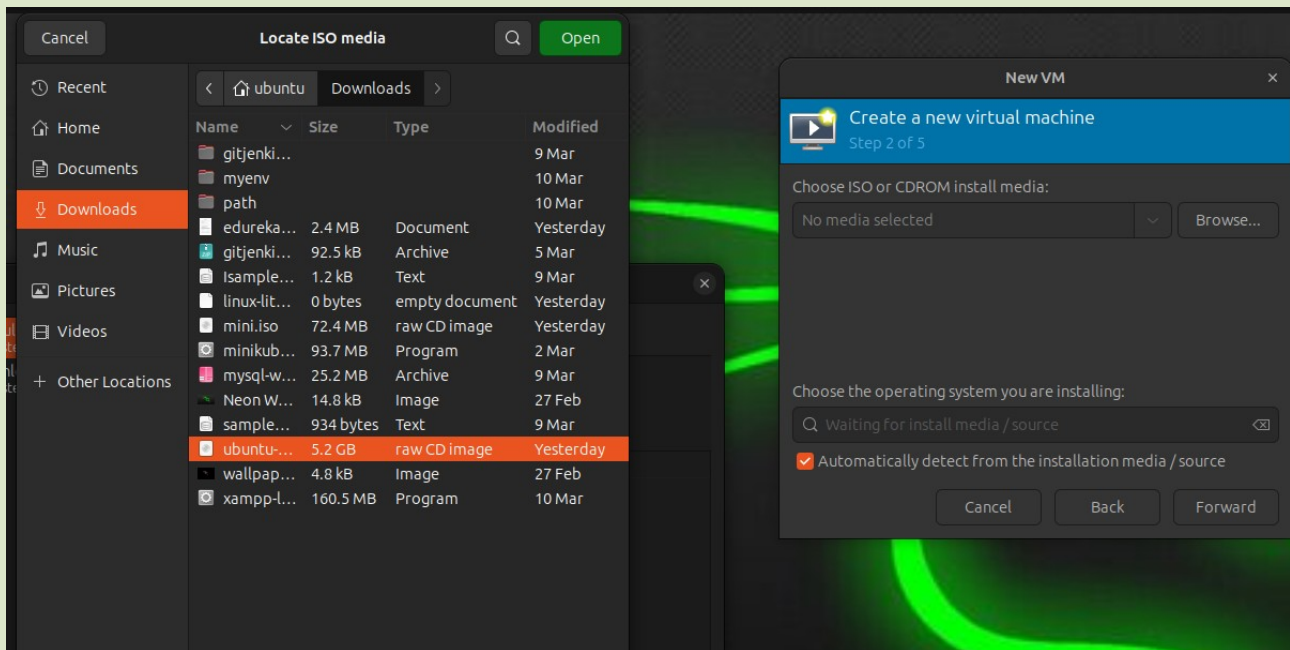 Cancel Locate ISO media Open
Recent
Home
Documents
Downloads
Music
Pictures
Videos
+ Other Locations
ubuntu Downloads
Name Size Type Modified
gitjenki... 9 Mar
myenv 10 Mar
path 10 Mar
edureka... 2.4 MB Document Yesterday
gitjenki... 92.5 kB Archive 5 Mar
Isample... 1.2 kB Text 9 Mar
linux-lit... 0 bytes empty document Yesterday
mini.iso 72.4 MB raw CD image Yesterday
minikub... 93.7 MB Program 2 Mar
mysql-w... 25.2 MB Archive 9 Mar
Neon W... 14.8 kB Image 27 Feb
sample... 934 bytes Text 9 Mar
ubuntu-... 5.2 GB raw CD image Yesterday
wallpap... 4.8 kB Image 27 Feb
xampp-l... 160.5 MB Program 10 Mar
New VM
Create a new virtual machine
Step 2 of 5
Choose ISO or CDROM install media:
No media selected Browse...
Choose the operating system you are installing:
Waiting for install media / source
Automatically detect from the installation media / source
Cancel Back Forward